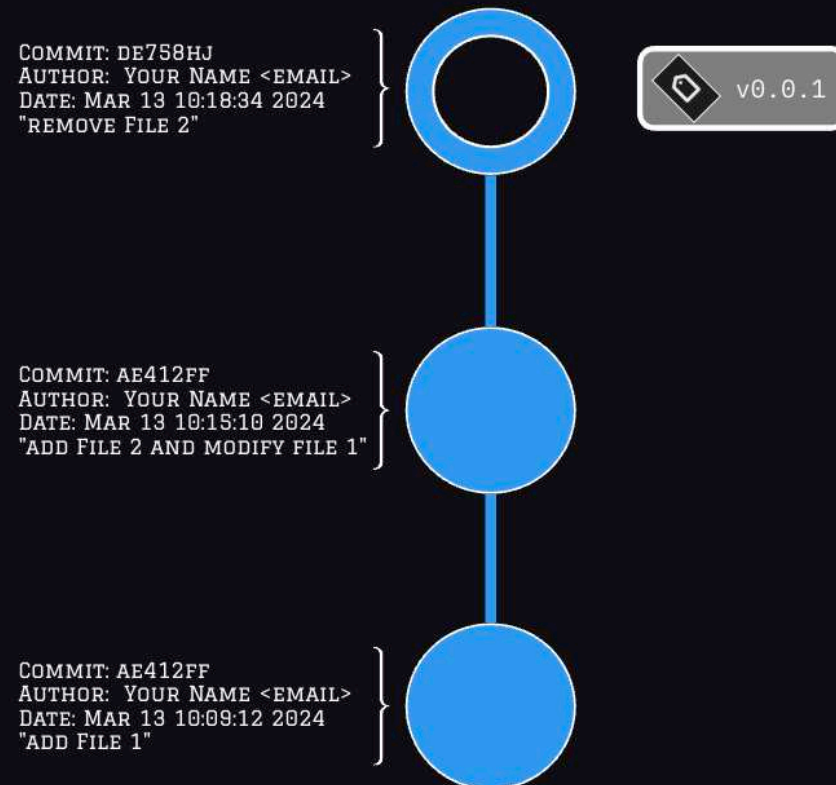 COMMIT: DE758HJ
AUTHOR: YOUR NAME <EMAIL>
DATE: MAR 13 10:18:34 2024
"REMOVE FILE 2"
v0.0.1
COMMIT: AE412FF
AUTHOR: YOUR NAME <EMAIL>
DATE: MAR 13 10:15:10 2024
"ADD FILE 2 AND MODIFY FILE 1"
COMMIT: AE412FF
AUTHOR: YOUR NAME <EMAIL>
DATE: MAR 13 10:09:12 2024
"ADD FILE 1"